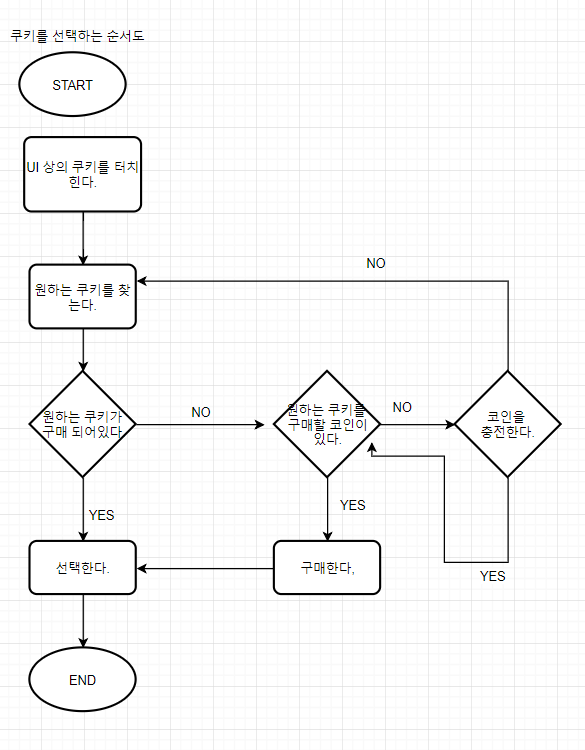 쿠키를 선택하는 순서도
START
UI 상의 쿠키를 터치
힌다.
원하는 쿠키를 찾
는다.
NO
원하는 쿠키가
구매 되어있다
NO
원하는 쿠키를
구매할 코인이
있다.
NO
코인을
충전한다.
YES
YES
선택한다.
구매한다,
YES
END